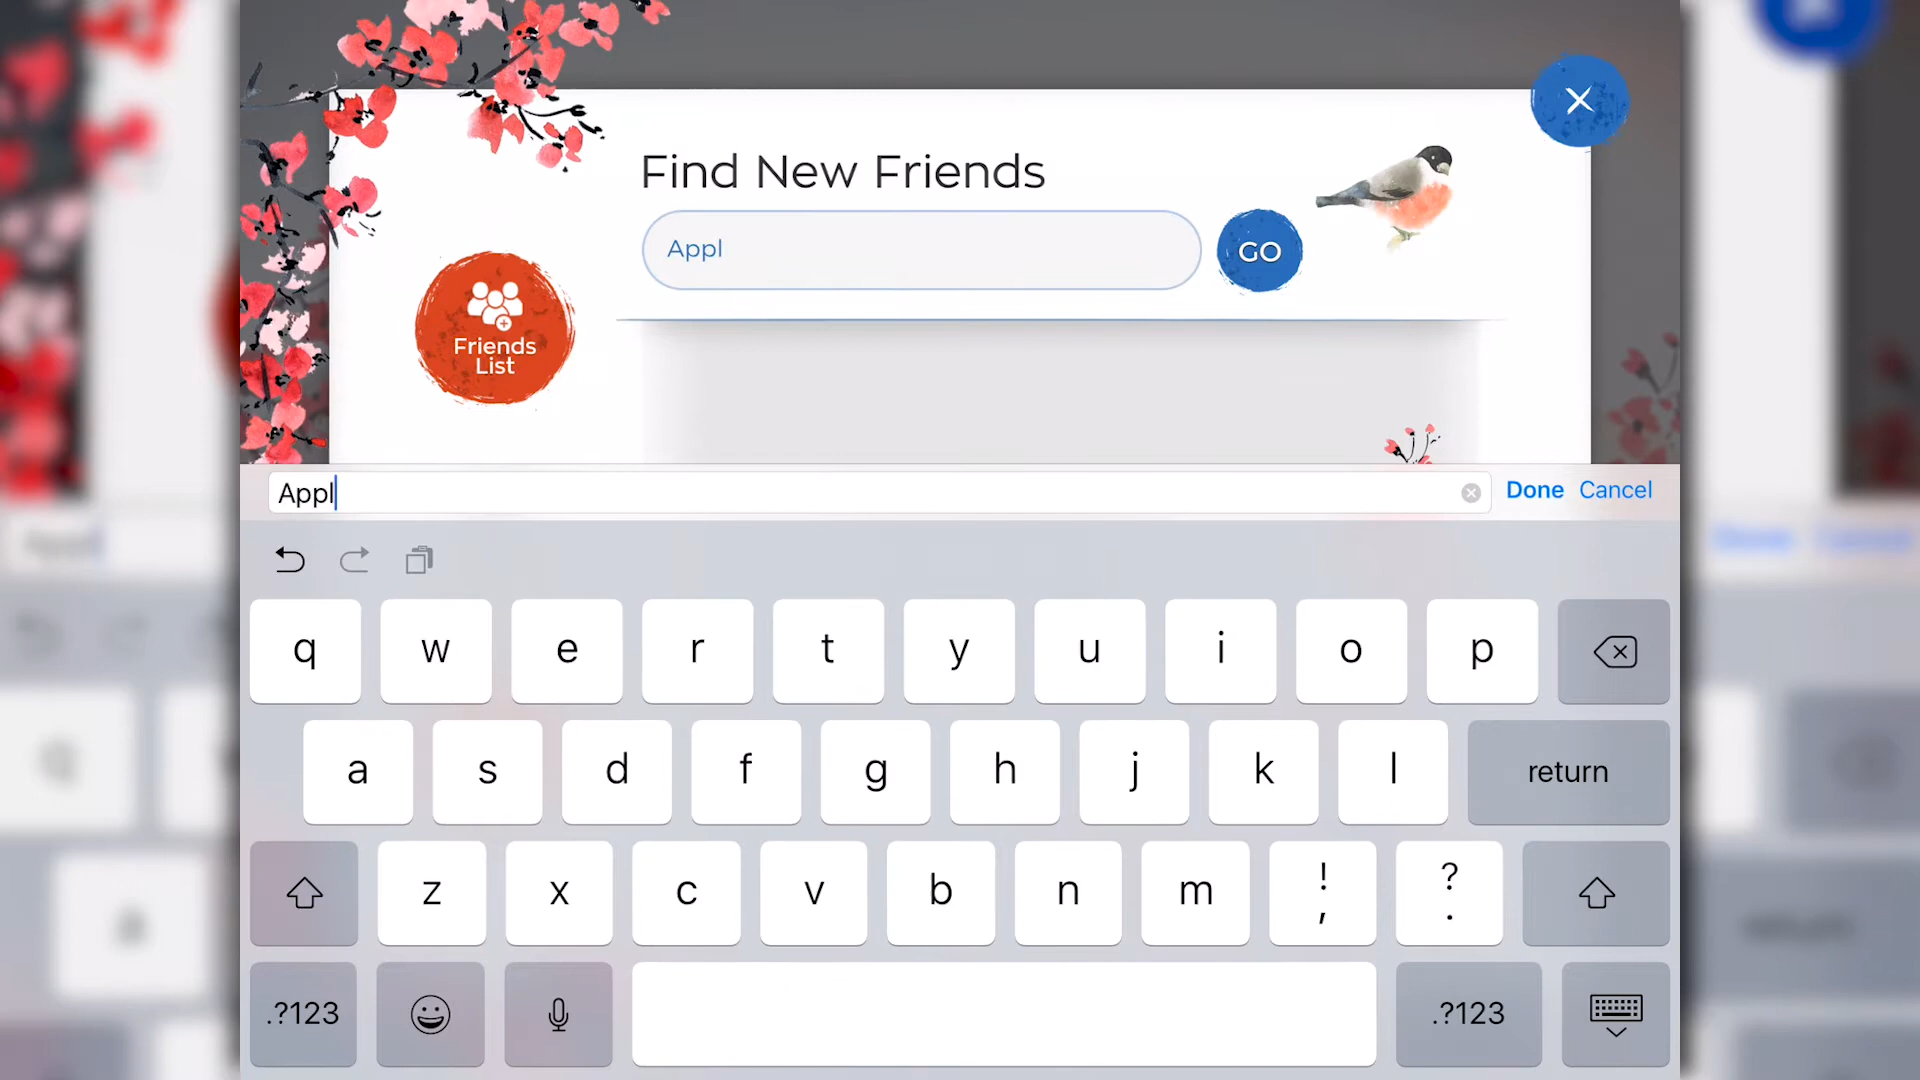 Find New Friends
Appl
GO
Friends
List
Appl
Done Cancel
q w e r t y u i o p
a s d f g h j k l return
z x c v b n m ! , ? .
.?123 .?123